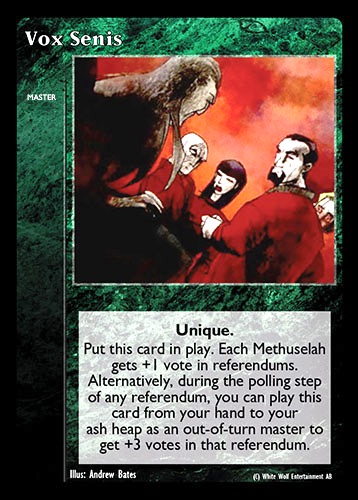 Vox Senis
MASTER
Unique.
Put this card in play. Each Methuselah
gets +1 vote in referendums.
Alternatively, during the polling step
of any referendum, you can play this
card from your hand to your
ash heap as an out-of-turn master to
get +3 votes in that referendum.
Illus: Andrew Bates
(C) White Wolf Entertainment AB